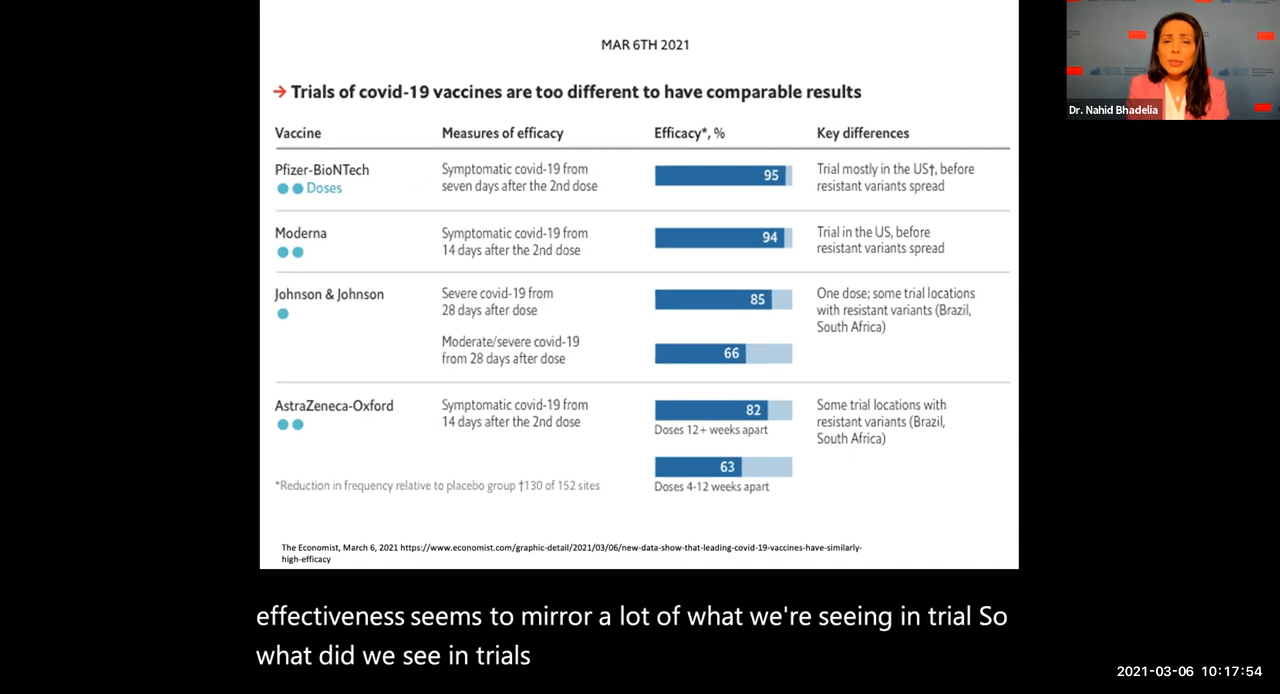 MAR 6TH 2021
→ Trials of covid-19 vaccines are too different to have comparable results
Vaccine Measures of efficacy Efficacy*, % Key differences
Pfizer-BioNTech
Doses
Symptomatic covid-19 from
seven days after the 2nd dose
95
Trial mostly in the US†, before
resistant variants spread
Moderna
Symptomatic covid-19 from
14 days after the 2nd dose
94
Trial in the US, before
resistant variants spread
Johnson & Johnson
Severe covid-19 from
28 days after dose
85
One dose; some trial locations
with resistant variants (Brazil,
South Africa)
Moderate/severe covid-19
from 28 days after dose
66
AstraZeneca-Oxford
Symptomatic covid-19 from
14 days after the 2nd dose
82
Doses 12+ weeks apart
Some trial locations with
resistant variants (Brazil,
South Africa)
63
Doses 4-12 weeks apart
*Reduction in frequency relative to placebo group †130 of 152 sites
The Economist, March 6, 2021 https://www.economist.com/graphic-detail/2021/03/06/new-data-show-that-leading-covid-19-vaccines-have-similarly-
high-efficacy
Dr. Nahid Bhadelia
effectiveness seems to mirror a lot of what we're seeing in trial So
what did we see in trials
2021-03-06 10:17:54